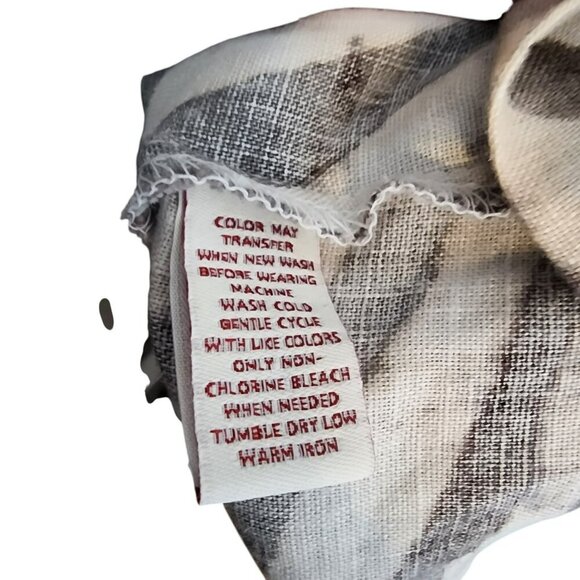 COLOR MAY
TRANSFER
WHEN NEW WASH
BEFORE WEARING
MACHINE
WASH COLD
GENTLE CYCLE
WITH LIKE COLORS
ONLY NON-
CHLORINE BLEACH
WHEN NEEDED
TUMBLE DRY LOW
WARM IRON